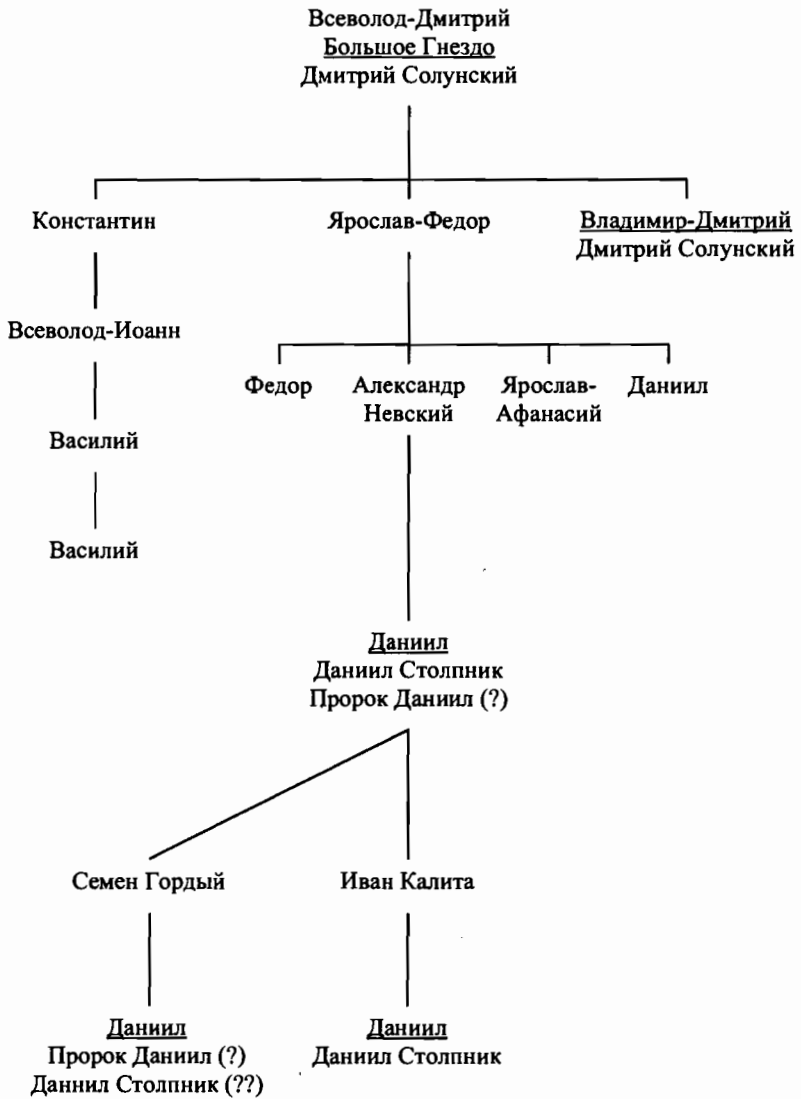 Всеволод-Дмитрий
Большое Гнездо
Дмитрий Солунский
Константин
Ярослав-Федор
Владимир-Дмитрий
Дмитрий Солунский
Всеволод-Иоанн
Федор
Александр
Невский
Ярослав-
Афанасий
Даниил
Василий
Василий
Даниил
Даниил Столпник
Пророк Даниил (?)
Семен Гордый
Иван Калита
Даниил
Пророк Даниил (?)
Даннил Столпник (??)
Даниил
Даниил Столпник